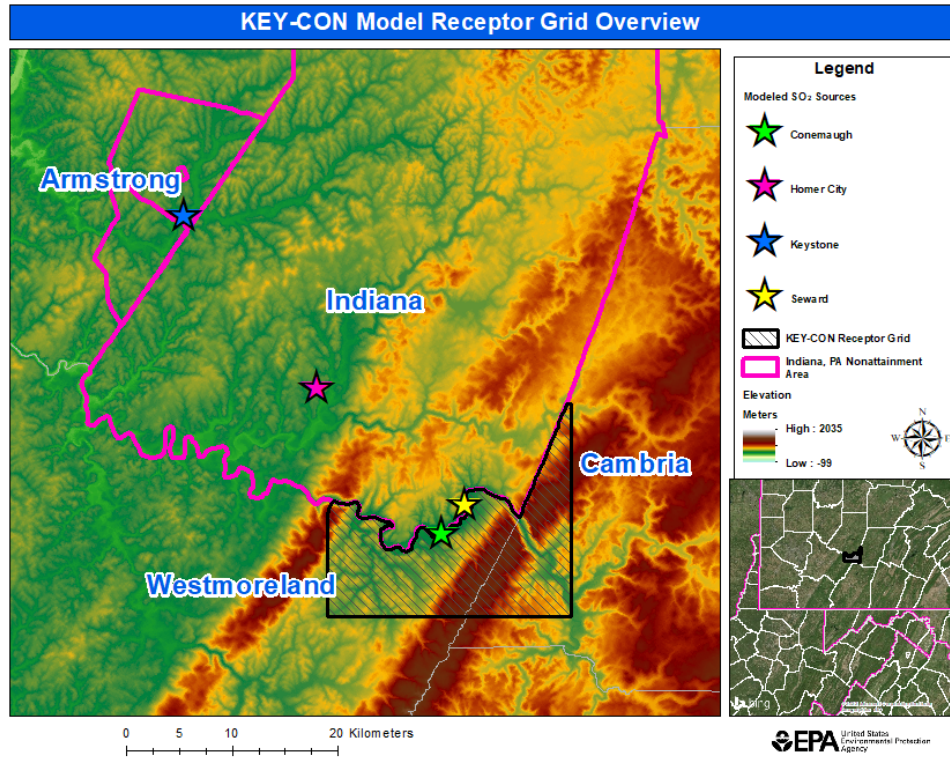 KEY-CON Model Receptor Grid Overview
Armstrong
Indiana
Cambria
Westmoreland
Legend
Modeled SO₂ Sources
Conemaugh
Homer City
Keystone
Seward
KEY-CON Receptor Grid
Indiana, PA Nonattainment
Area
Elevation
Meters
High : 2035
Low : -99
N
W
E
S
bing
0 5 10 20 Kilometers
EPA
United States
Environmental Protection
Agency